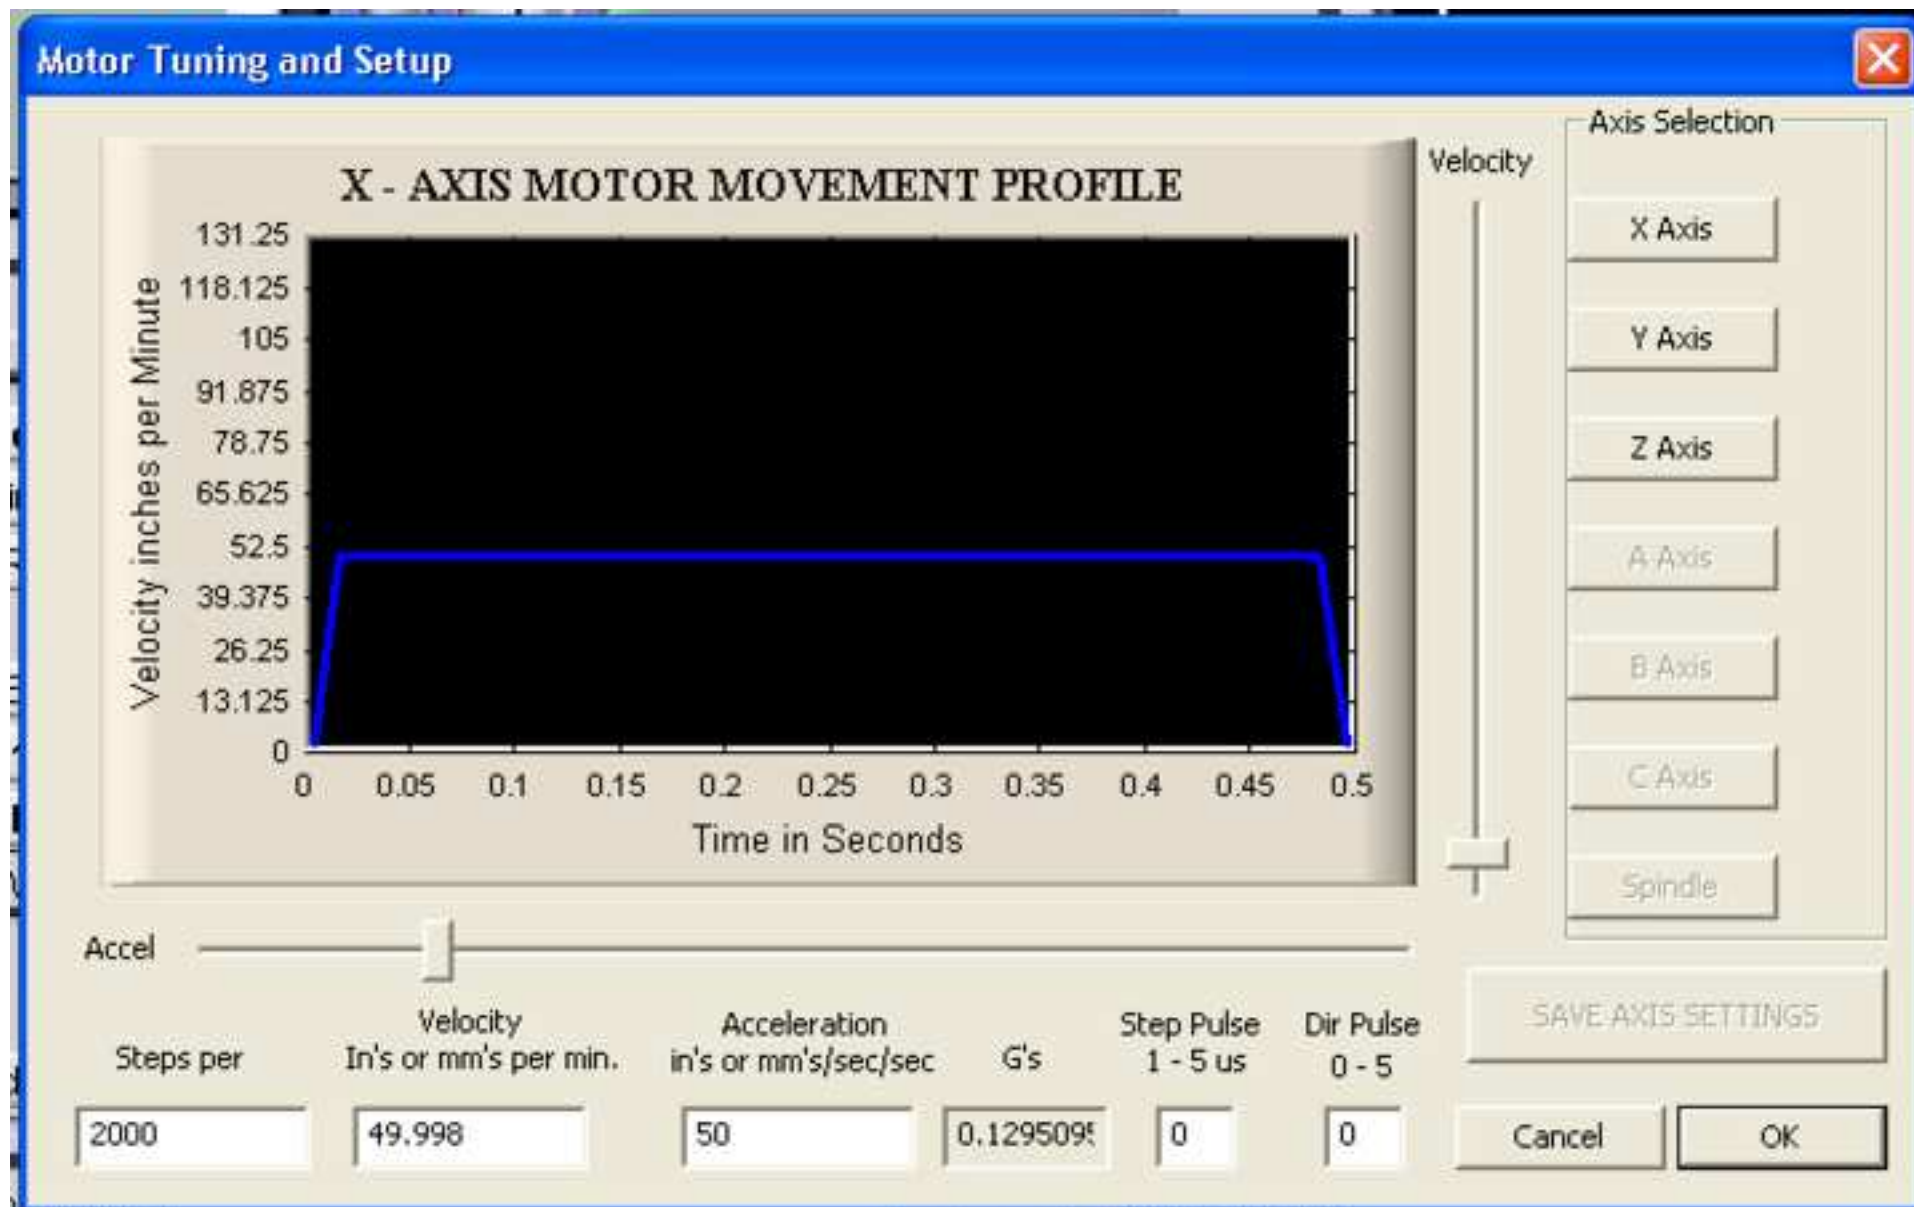 Motor Tuning and Setup
X - AXIS MOTOR MOVEMENT PROFILE
Velocity inches per Minute
131.25
118.125
105
91.875
78.75
65.625
52.5
39.375
26.25
13.125
0
0 0.05 0.1 0.15 0.2 0.25 0.3 0.35 0.4 0.45 0.5
Time in Seconds
Velocity
Axis Selection
X Axis
Y Axis
Z Axis
A Axis
B Axis
C Axis
Spindle
Accel
Steps per
2000
Velocity
In's or mm's per min.
49.998
Acceleration
in's or mm's/sec/sec
50
G's
0.1295095
Step Pulse
1 - 5 us
0
Dir Pulse
0 - 5
0
SAVE AXIS SETTINGS
Cancel
OK